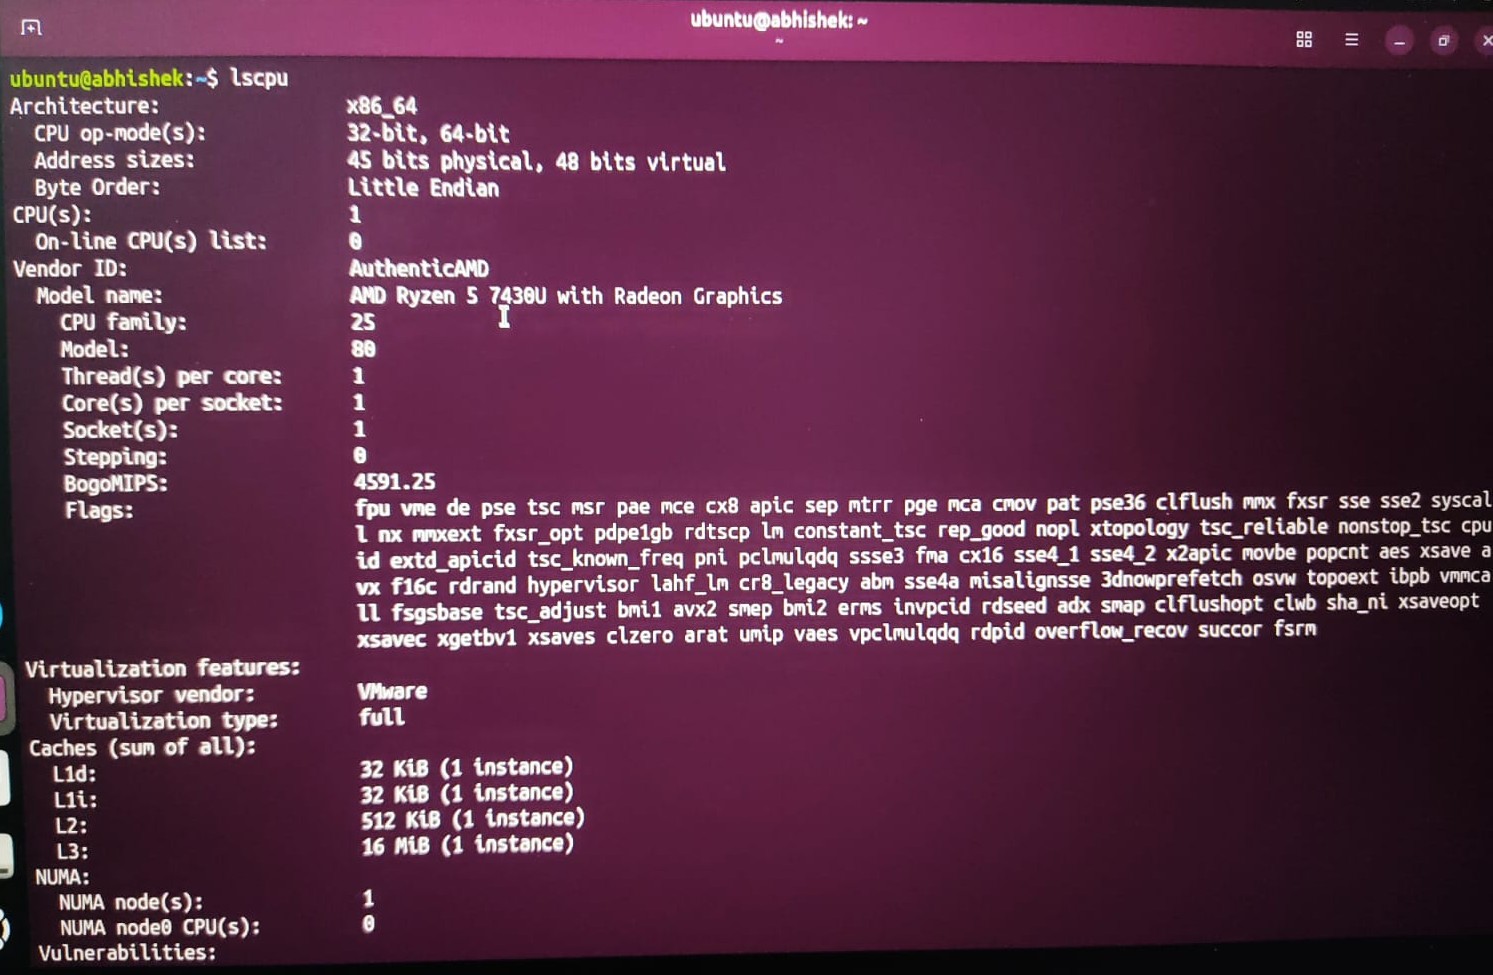 ubuntu@abhishek: ~
~
ubuntu@abhishek:~$ lscpu
Architecture: x86_64
CPU op-mode(s): 32-bit, 64-bit
Address sizes: 45 bits physical, 48 bits virtual
Byte Order: Little Endian
CPU(s): 1
On-line CPU(s) list: 0
Vendor ID: AuthenticAMD
Model name: AMD Ryzen 5 7430U with Radeon Graphics
CPU family: 25
Model: 80
Thread(s) per core: 1
Core(s) per socket: 1
Socket(s): 1
Stepping: 0
BogoMIPS: 4591.25
Flags: fpu vme de pse tsc msr pae mce cx8 apic sep mtrr pge mca cmov pat pse36 clflush mmx fxsr sse sse2 syscal
l nx mmxext fxsr_opt pdpe1gb rdtscp lm constant_tsc rep_good nopl xtopology tsc_reliable nonstop_tsc cpu
id extd_apicid tsc_known_freq pni pclmulqdq ssse3 fma cx16 sse4_1 sse4_2 x2apic movbe popcnt aes xsave a
vx f16c rdrand hypervisor lahf_lm cr8_legacy abm sse4a misalignsse 3dnowprefetch osvw topoext ibpb vmmca
ll fsgsbase tsc_adjust bmi1 avx2 smep bmi2 erms invpcid rdseed adx smap clflushopt clwb sha_ni xsaveopt
xsavec xgetbv1 xsaves clzero arat umip vaes vpclmulqdq rdpid overflow_recov succor fsrm
Virtualization features:
Hypervisor vendor: VMware
Virtualization type: full
Caches (sum of all):
L1d: 32 KiB (1 instance)
L1i: 32 KiB (1 instance)
L2: 512 KiB (1 instance)
L3: 16 MiB (1 instance)
NUMA:
NUMA node(s): 1
NUMA node0 CPU(s): 0
Vulnerabilities: